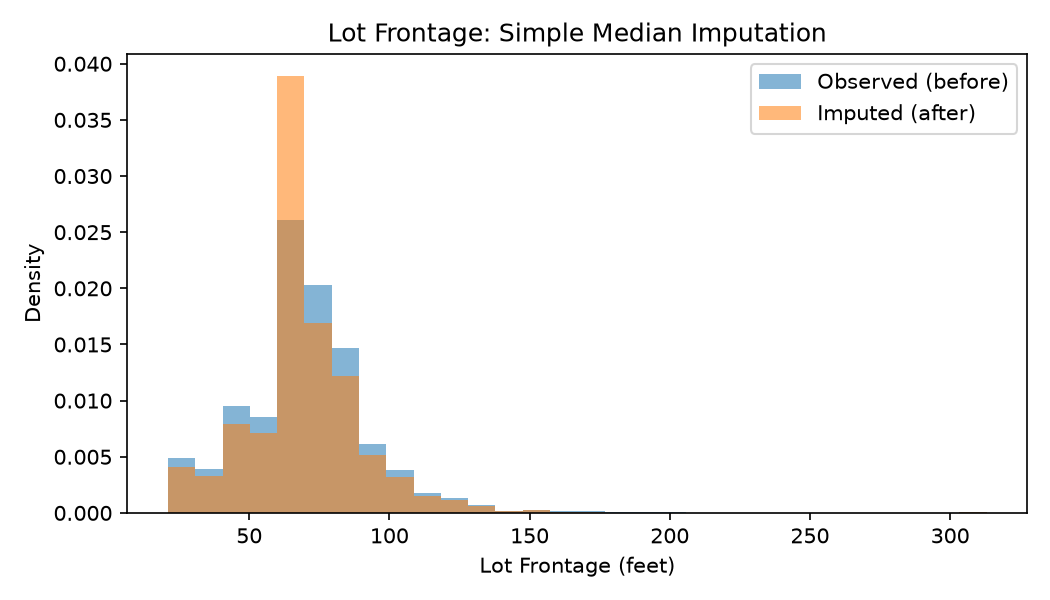 Lot Frontage: Simple Median Imputation
Observed (before)
Imputed (after)
Density
0.040
0.035
0.030
0.025
0.020
0.015
0.010
0.005
0.000
50 100 150 200 250 300
Lot Frontage (feet)